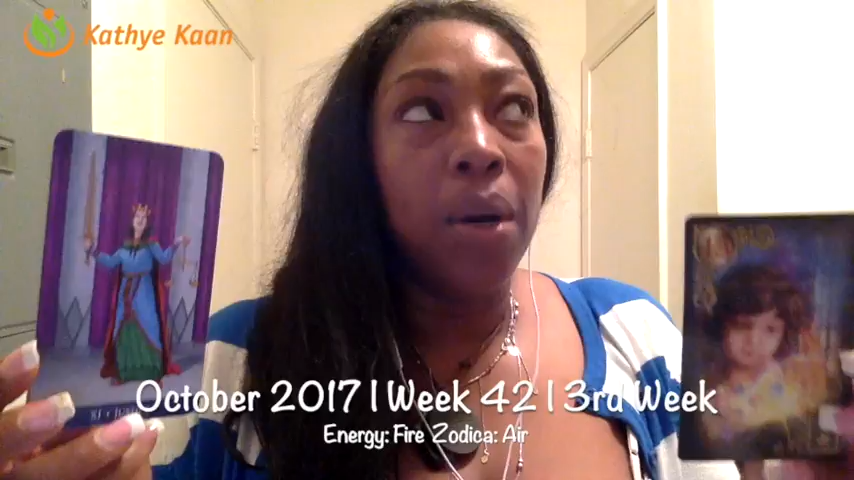 Kathye Kaan
October 2017 | Week 42 | 3rd Week
Energy: Fire Zodica: Air